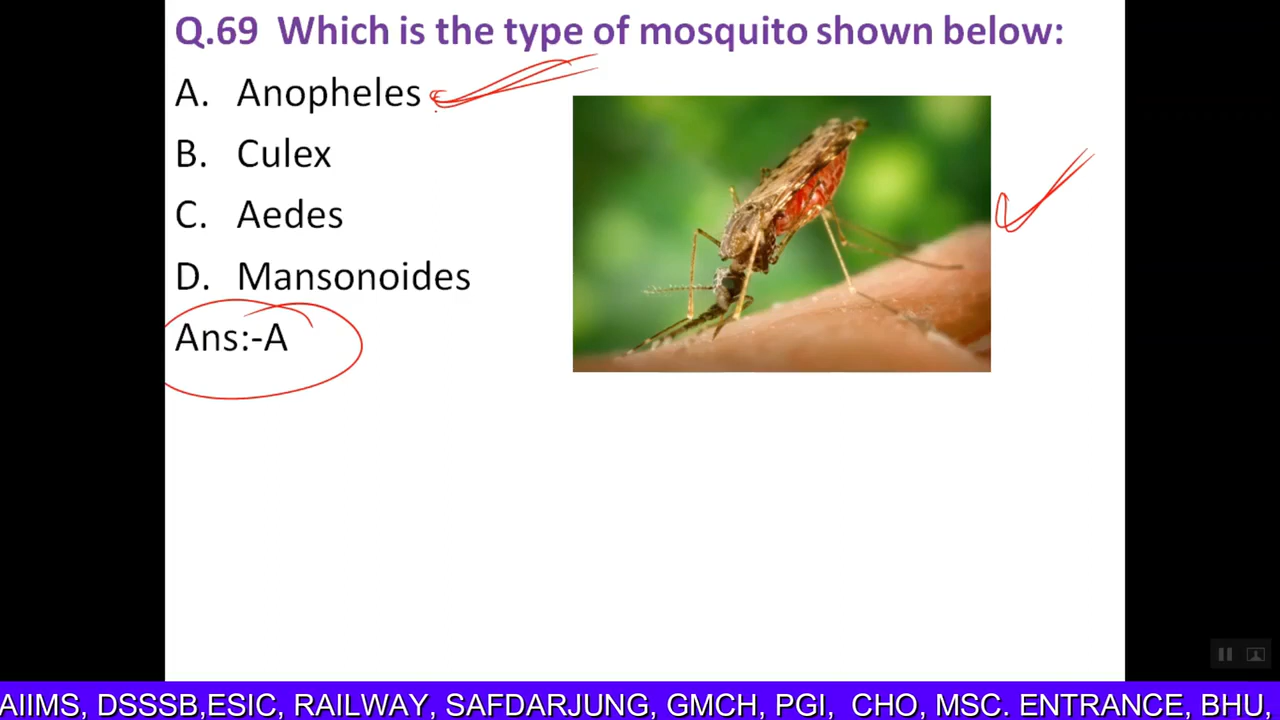 Q.69 Which is the type of mosquito shown below:
A. Anopheles
B. Culex
C. Aedes
D. Mansonoides
Ans:-A
AIIMS, DSSSB,ESIC, RAILWAY, SAFDARJUNG, GMCH, PGI, CHO, MSC. ENTRANCE, BHU,